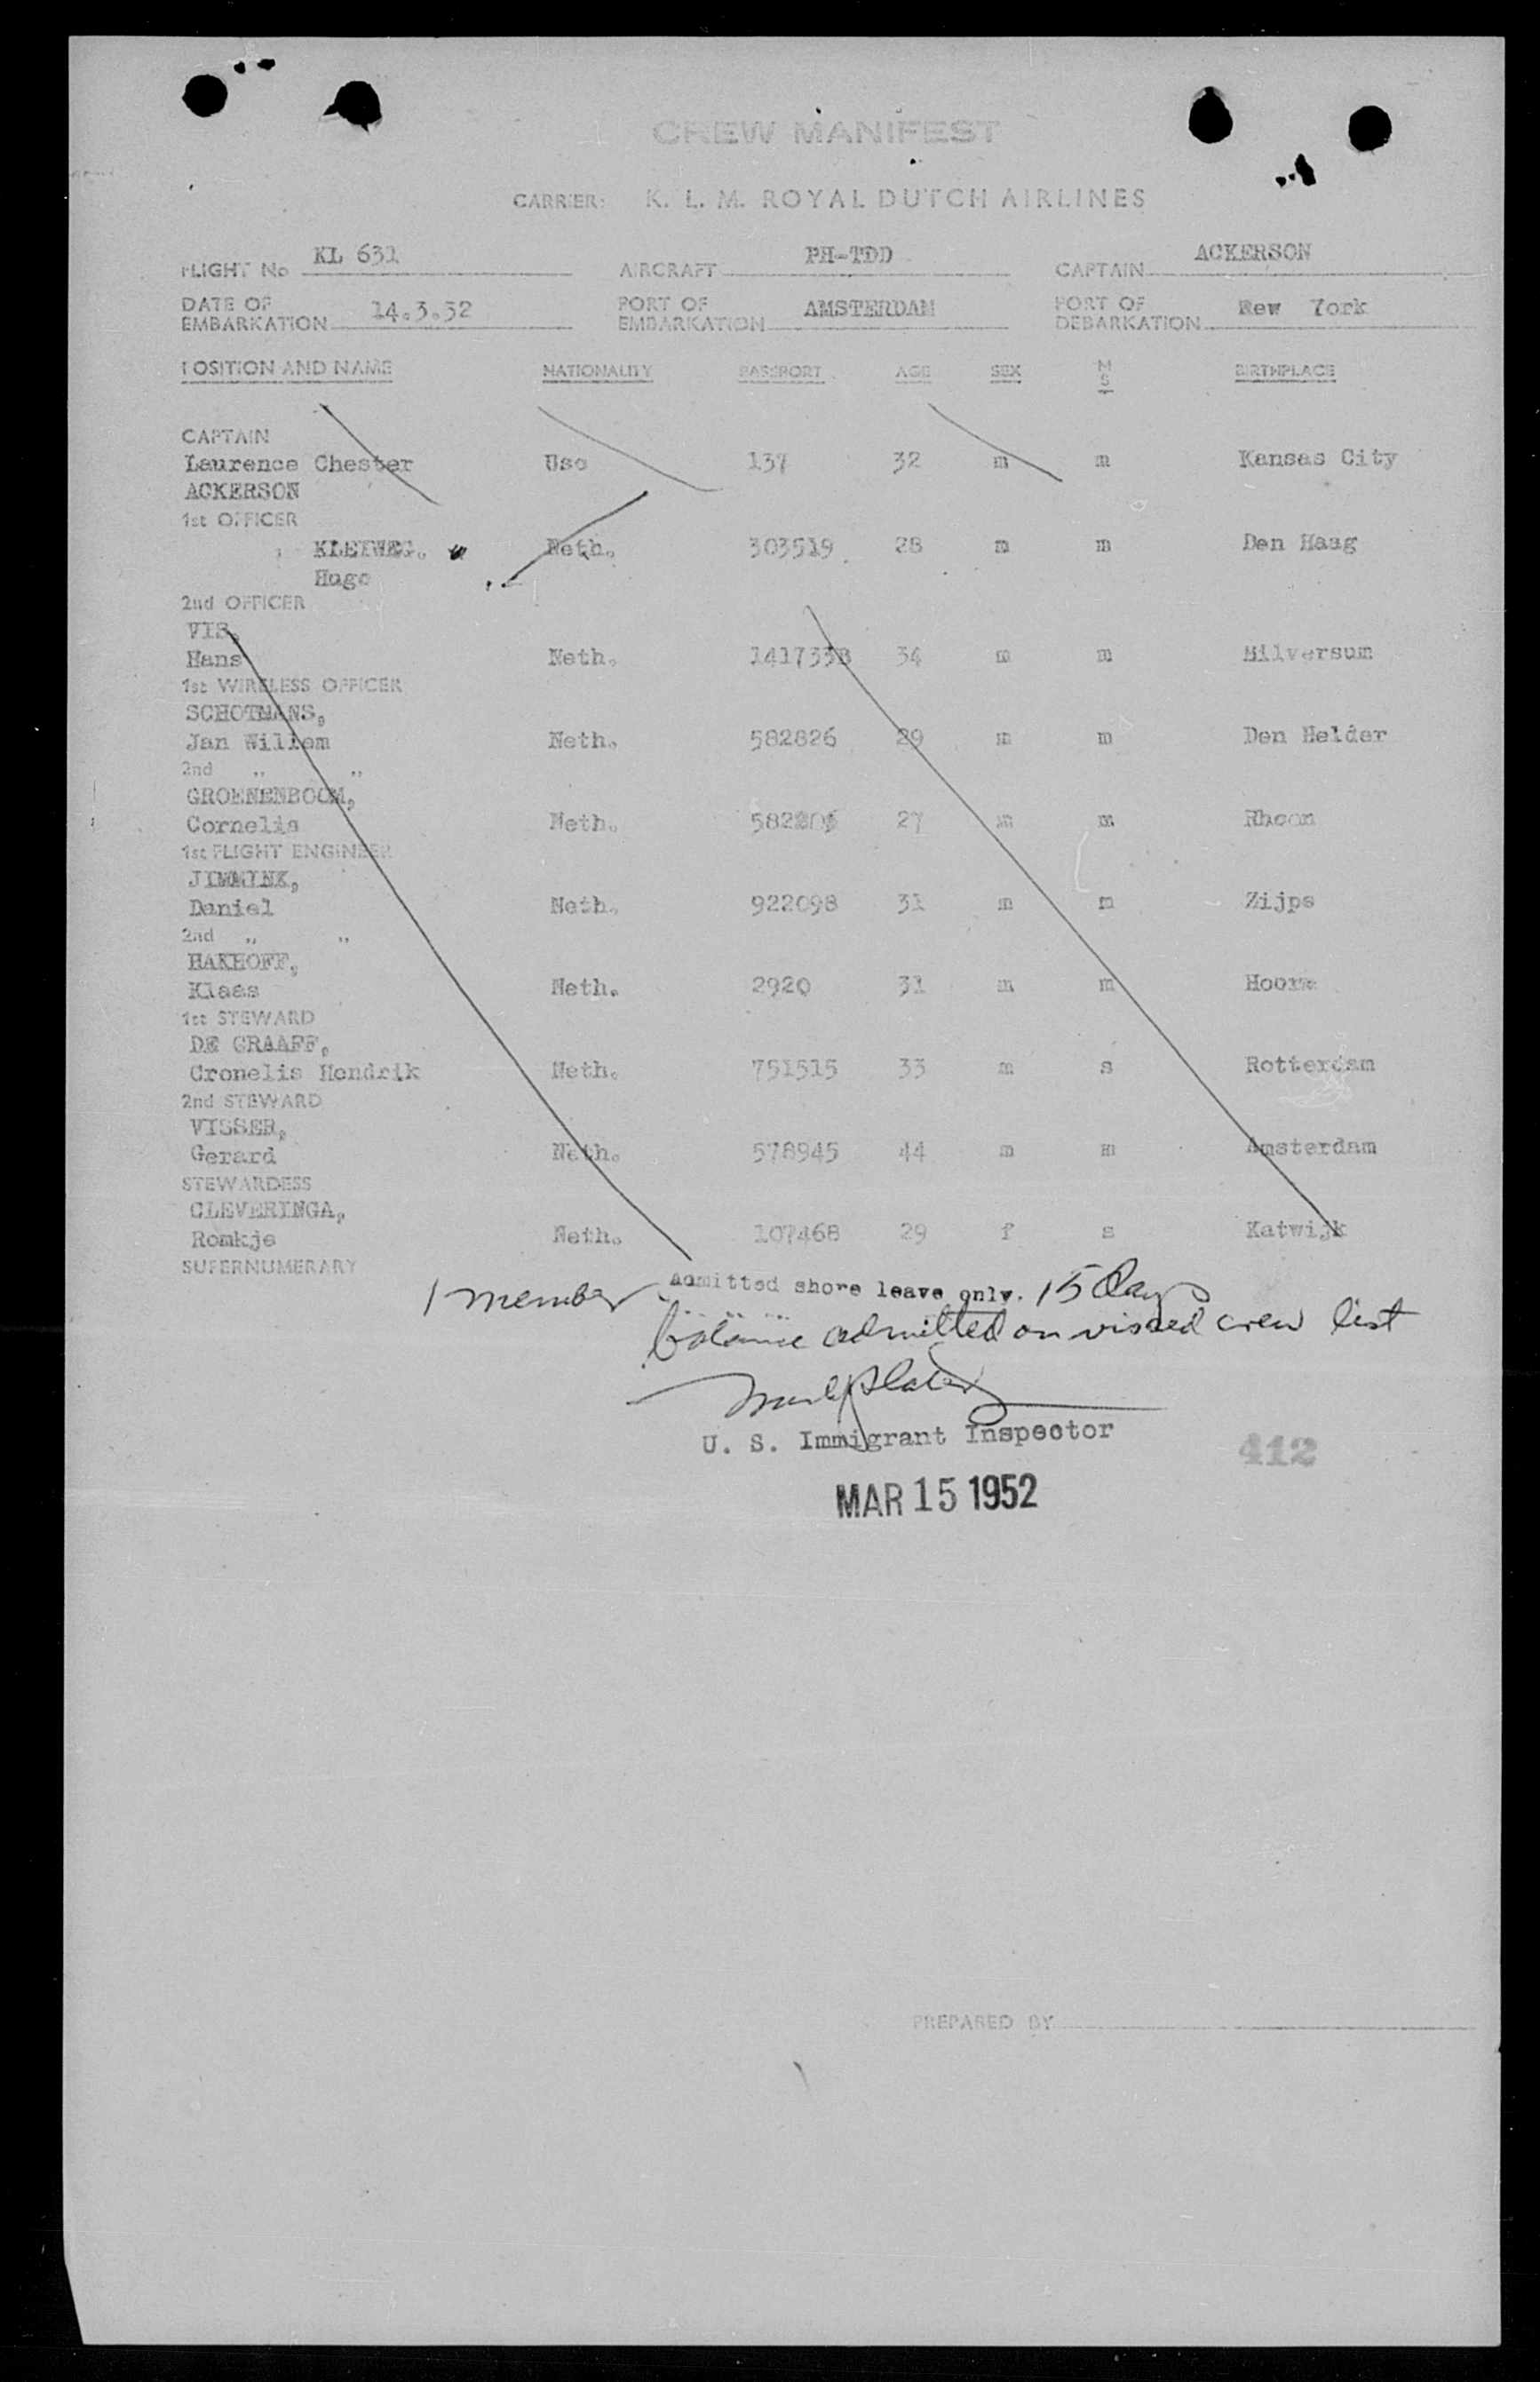 CREW MANIFEST
CARRIER: K. L. M. ROYAL DUTCH AIRLINES
FLIGHT No KL 631 AIRCRAFT PH-TDD CAPTAIN ACKERSON
DATE OF EMBARKATION 14.3.52 PORT OF EMBARKATION AMSTERDAM PORT OF DEBARKATION New York
POSITION AND NAME NATIONALITY PASSPORT AGE SEX M S BIRTHPLACE
CAPTAIN
Laurence Chester Usc 137 32 m m Kansas City
ACKERSON
1st OFFICER
KLEYWEG. Neth. 303519 28 m m Den Haag
Hugo
2nd OFFICER
VIS,
Hans Neth. 141733B 34 m m Hilversum
1st WIRELESS OFFICER
SCHOTMANS,
Jan Willem Neth. 582826 29 m m Den Helder
2nd „ „
GROENENBOOM,
Cornelis Neth. 27 m m Rhoon
1st FLIGHT ENGINEER
JIMMINK,
Daniel Neth. 922098 31 m m Zijpe
2nd „ „
HAKHOFF,
Klaas Neth. 2920 31 m m Hoorn
1st STEWARD
DE GRAAFF,
Cronelis Hendrik Neth. 751515 33 m s Rotterdam
2nd STEWARD
VISSER,
Gerard Neth. 578945 44 m m Amsterdam
STEWARDESS
CLEVERINGA,
Romkje Neth. 107468 29 f s Katwijk
SUPERNUMERARY
1 member admitted shore leave only. 15 Days
balance admitted on visaed crew list
U. S. Immigrant Inspector
412
MAR 15 1952
PREPARED BY